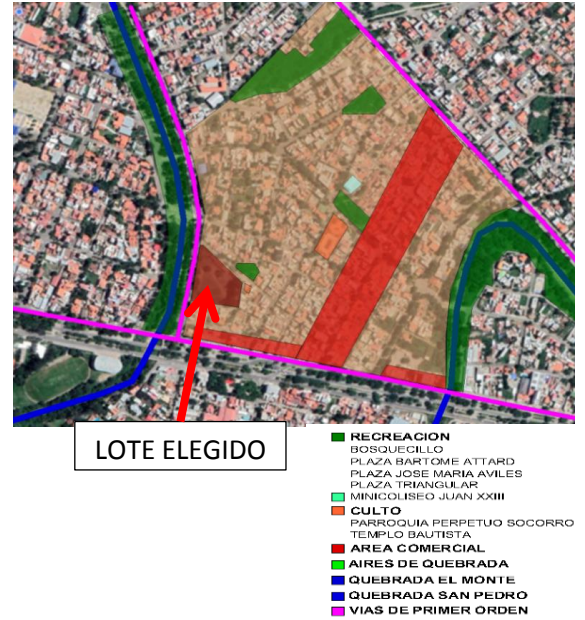 LOTE ELEGIDO
RECREACION
BOSQUECILLO
PLAZA BARTOME ATTARD
PLAZA JOSE MARIA AVILES
PLAZA TRIANGULAR
MINICOLISEO JUAN XXIII
CULTO
PARROQUIA PERPETUO SOCORRO
TEMPLO BAUTISTA
AREA COMERCIAL
AIRES DE QUEBRADA
QUEBRADA EL MONTE
QUEBRADA SAN PEDRO
VIAS DE PRIMER ORDEN